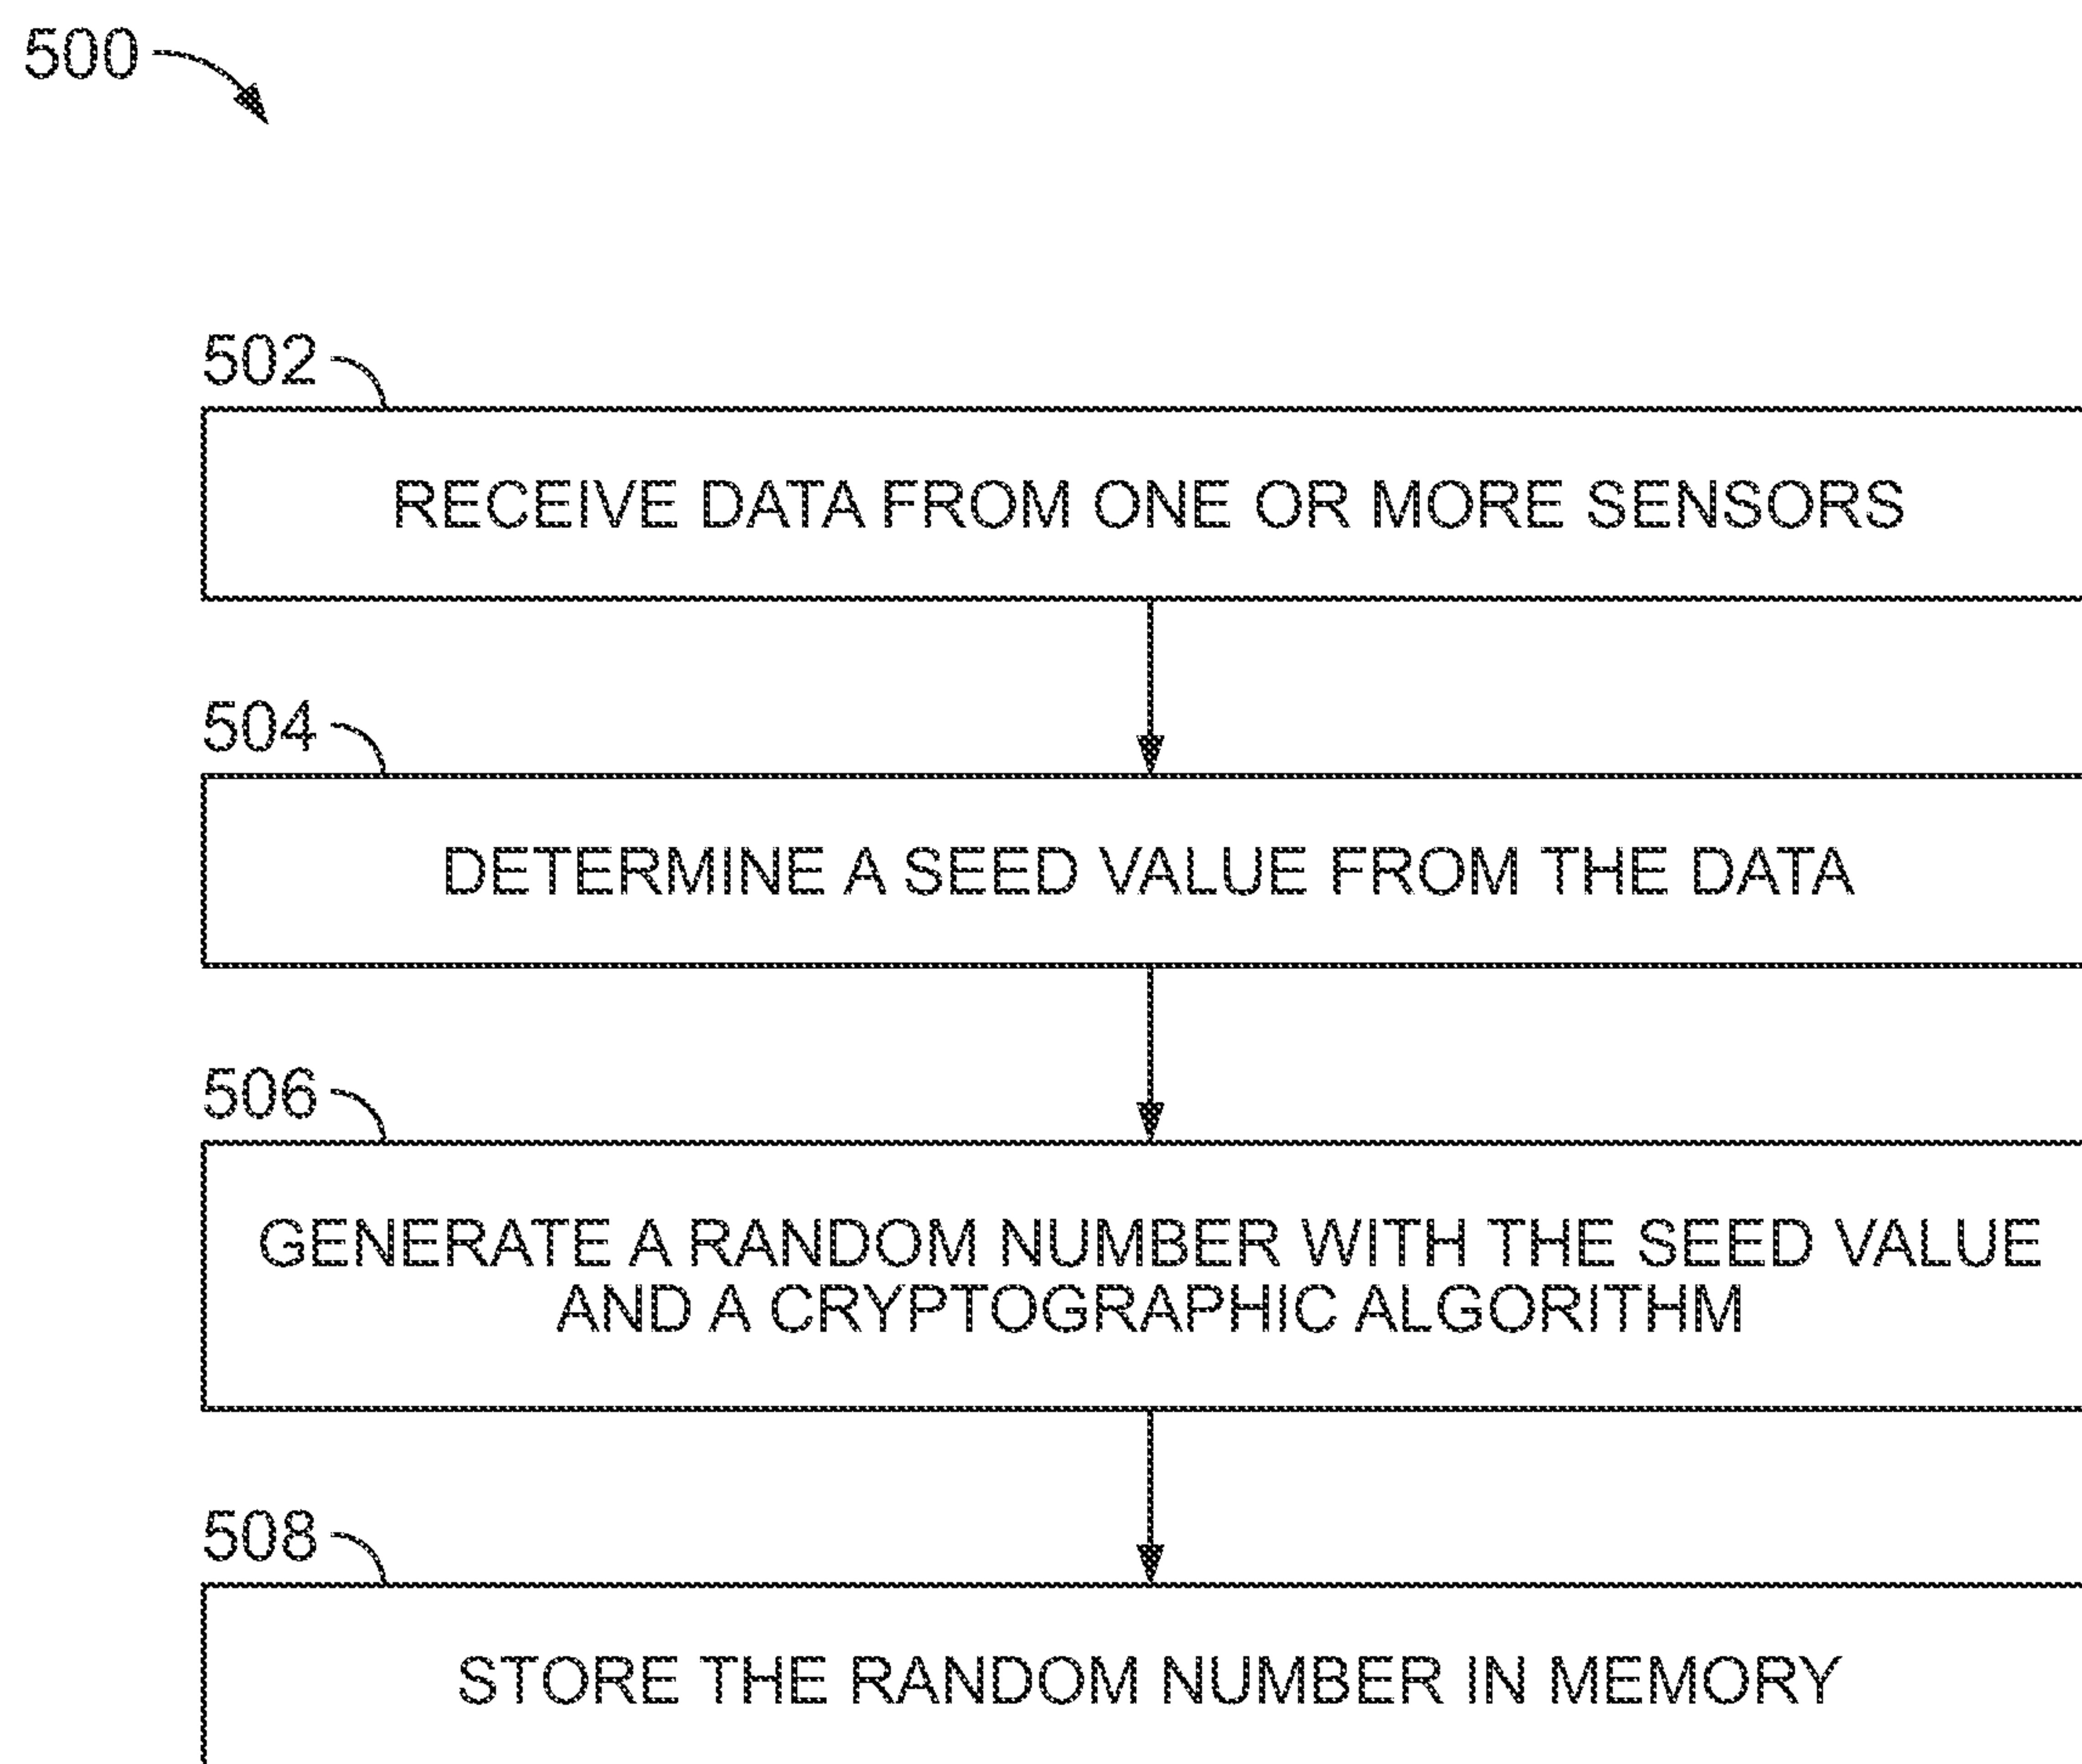 500
502
RECEIVE DATA FROM ONE OR MORE SENSORS
504
DETERMINE A SEED VALUE FROM THE DATA
506
GENERATE A RANDOM NUMBER WITH THE SEED VALUE
AND A CRYPTOGRAPHIC ALGORITHM
508
STORE THE RANDOM NUMBER IN MEMORY